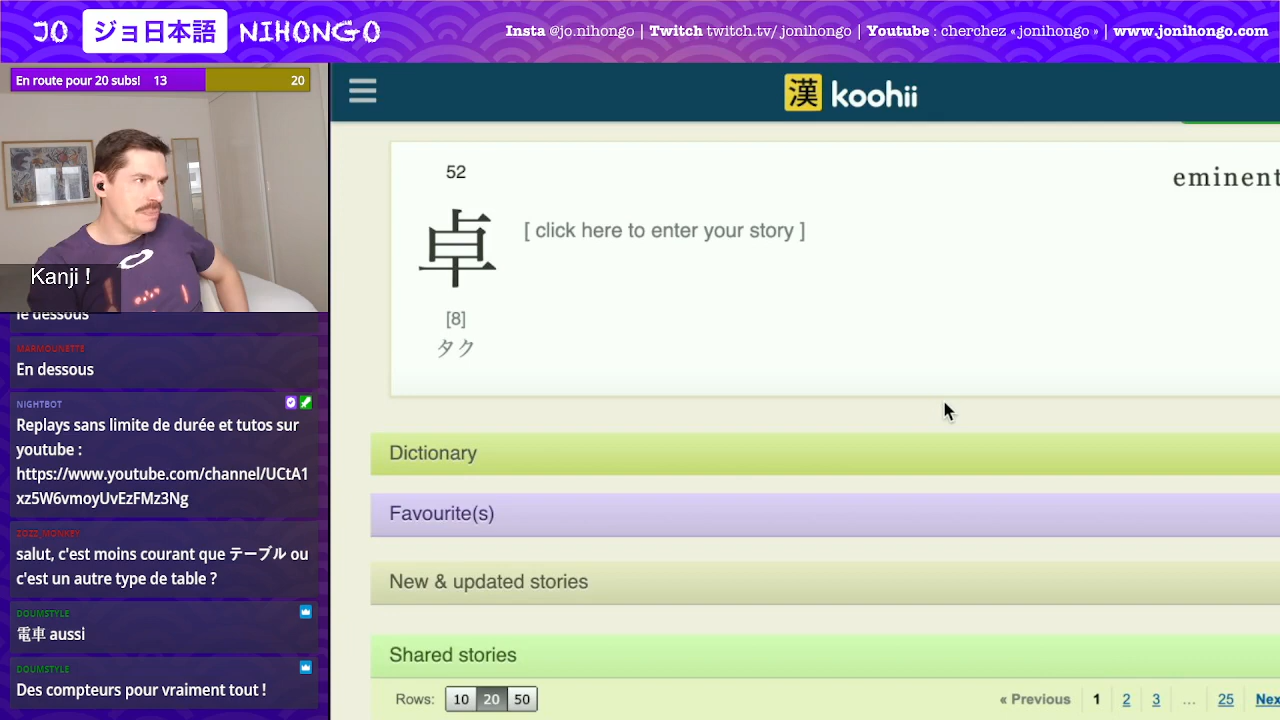 JO ジョ日本語 NIHONGO
Insta @jo.nihongo | Twitch twitch.tv/ jonihongo | Youtube : cherchez « jonihongo » | www.jonihongo.com
En route pour 20 subs! 13 20
Kanji !
le dessous
MARMOUNETTE
En dessous
NIGHTBOT
Replays sans limite de durée et tutos sur
youtube :
https://www.youtube.com/channel/UCtA1
xz5W6vmoyUvEzFMz3Ng
ZOZZ_MONKEY
salut, c'est moins courant que テーブル ou
c'est un autre type de table ?
DOUMSTYLE
電車 aussi
DOUMSTYLE
Des compteurs pour vraiment tout !
漢 koohii
52
eminent
卓
[ click here to enter your story ]
[8]
タク
Dictionary
Favourite(s)
New & updated stories
Shared stories
Rows: 10 20 50
« Previous 1 2 3 ... 25 Nex